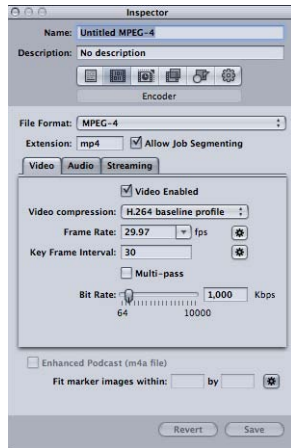 Inspector
Name: Untitled MPEG-4
Description: No description
Encoder
File Format: MPEG-4
Extension: mp4 Allow Job Segmenting
Video Audio Streaming
Video Enabled
Video compression: H.264 baseline profile
Frame Rate: 29.97 fps
Key Frame Interval: 30
Multi-pass
Bit Rate: 1,000 Kbps
64 10000
Enhanced Podcast (m4a file)
Fit marker images within: by
Revert Save